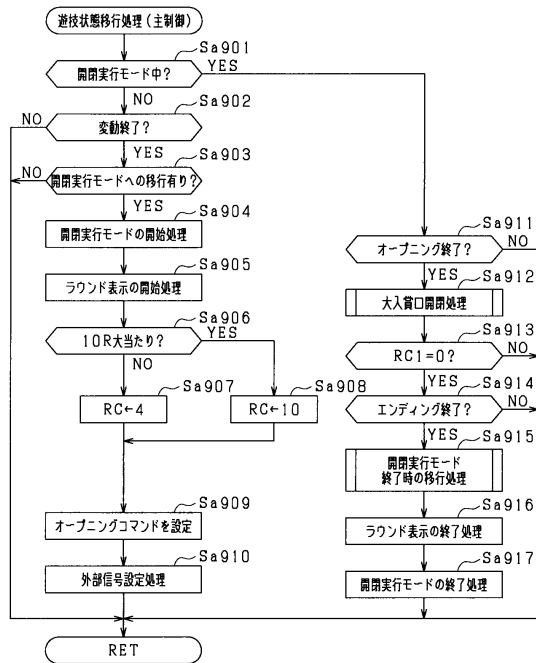 遊技状態移行処理(主制御)
Sa901
開閉実行モード中?
YES
NO
Sa902
変動終了?
NO
YES
Sa903
開閉実行モードへの移行有り?
NO
YES
Sa904
開閉実行モードの開始処理
Sa905
ラウンド表示の開始処理
Sa906
10R大当たり?
YES
NO
Sa907
RC←4
Sa908
RC←10
Sa909
オープニングコマンドを設定
Sa910
外部信号設定処理
Sa911
オープニング終了?
NO
YES
Sa912
大入賞口開閉処理
Sa913
RC1=0?
NO
YES
Sa914
エンディング終了?
NO
YES
Sa915
開閉実行モード
終了時の移行処理
Sa916
ラウンド表示の終了処理
Sa917
開閉実行モードの終了処理
RET